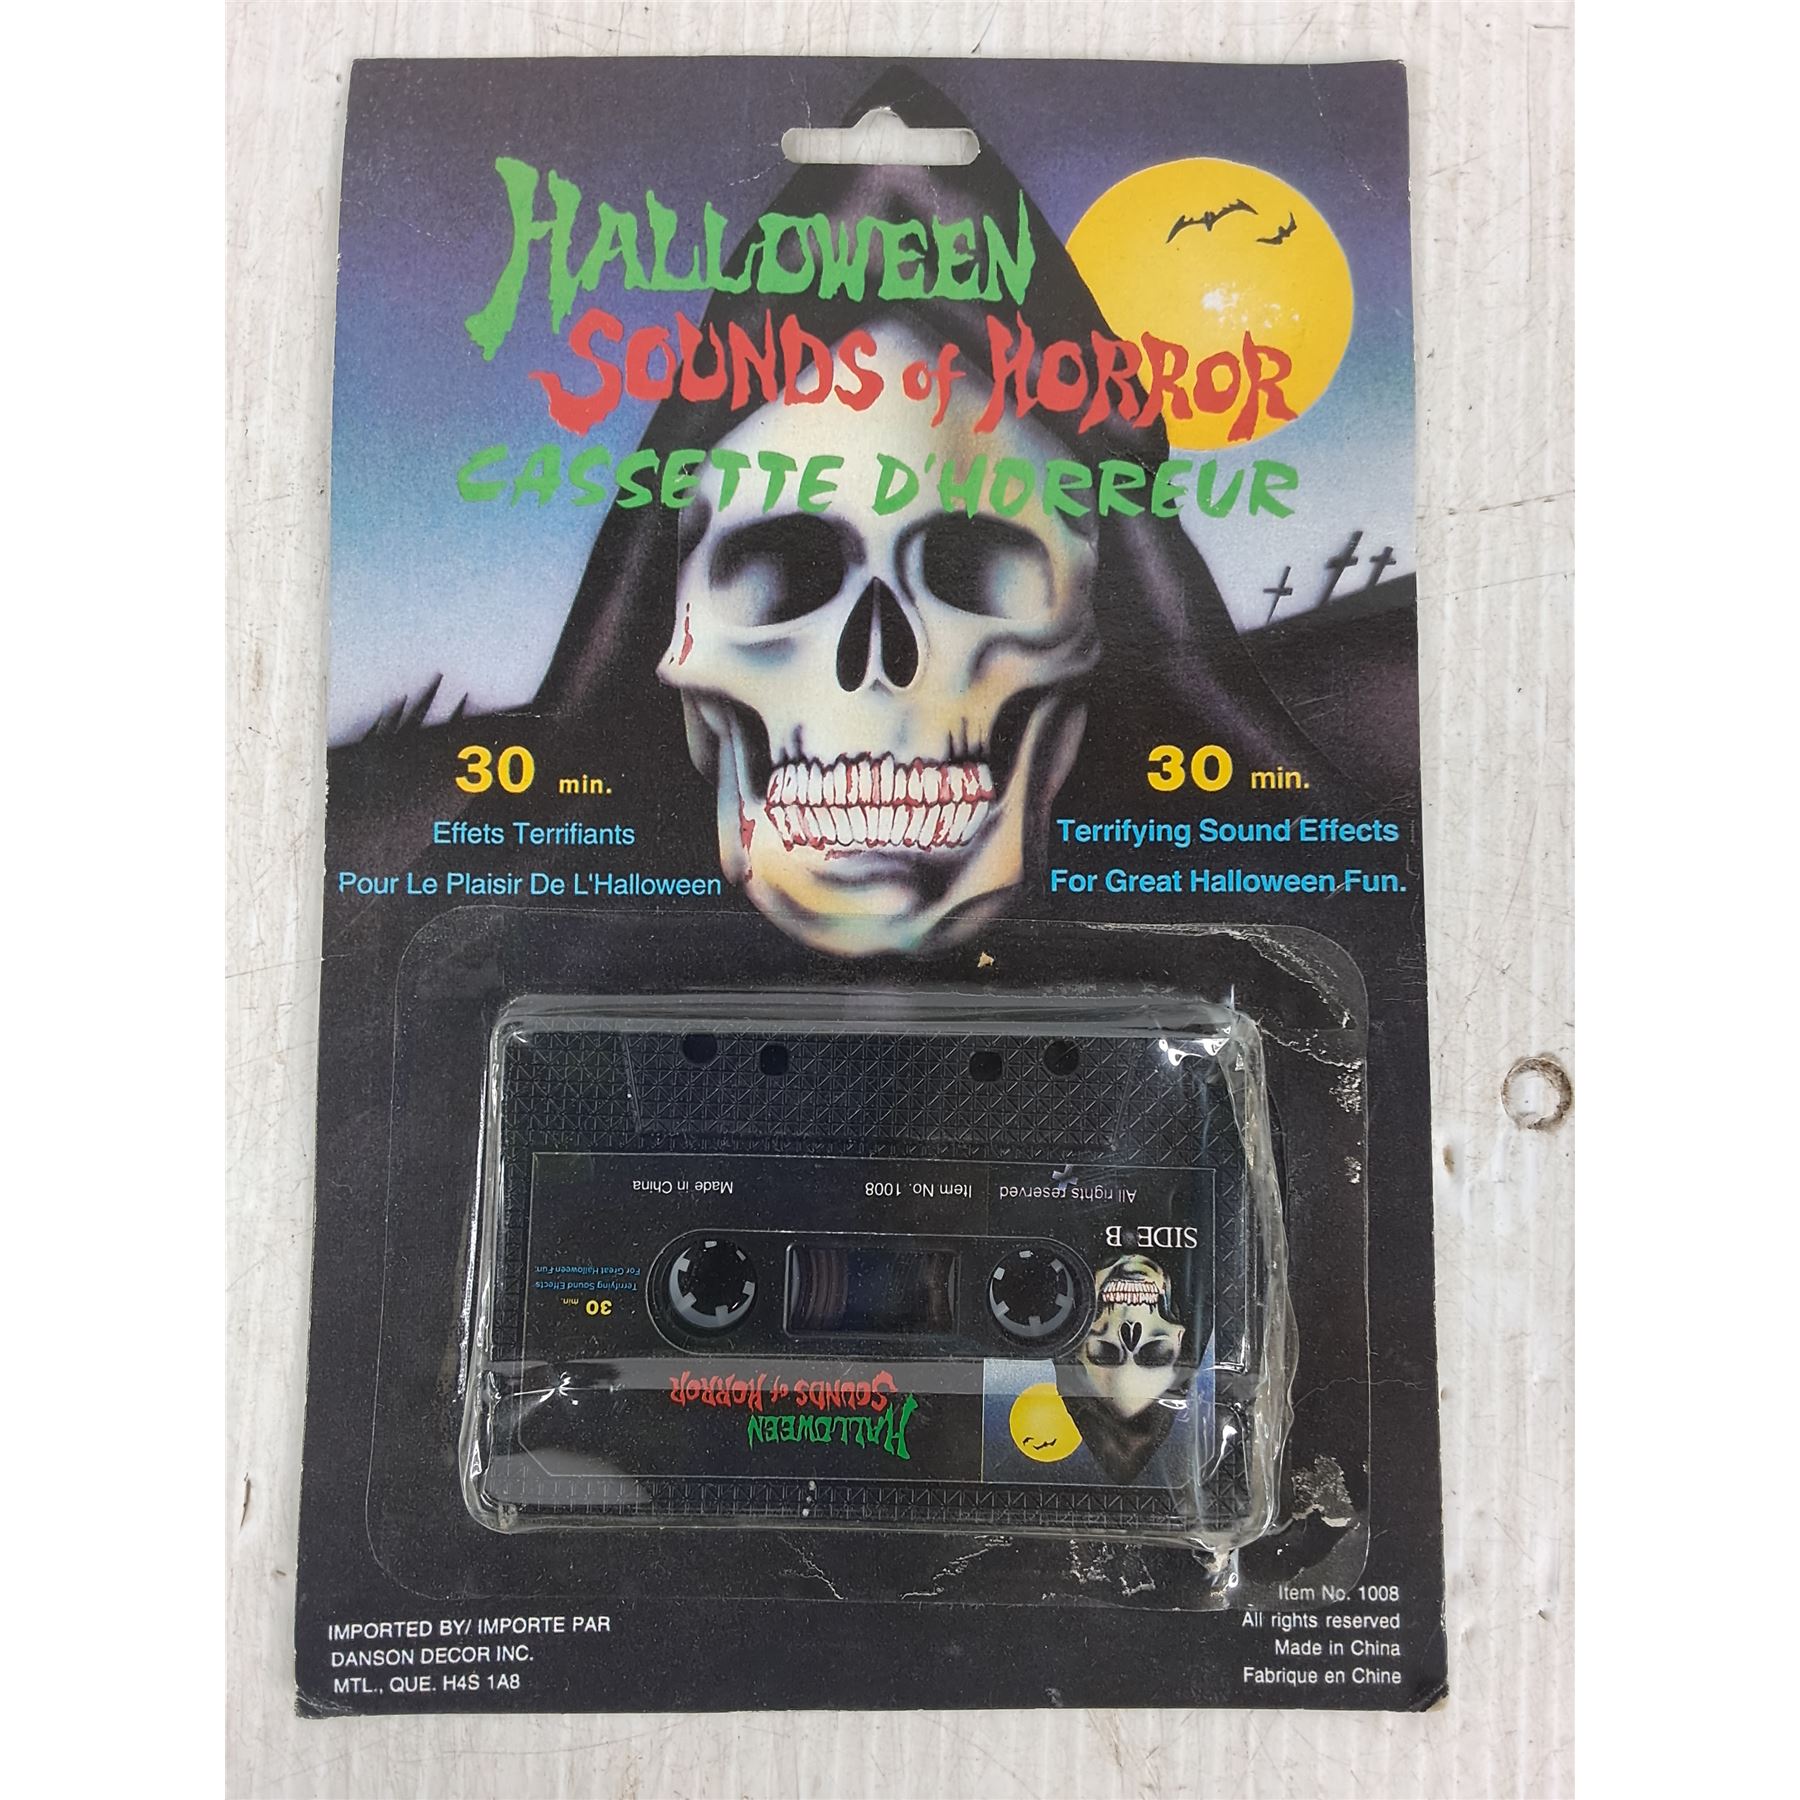 HALLOWEEN
SOUNDS of HORROR
CASSETTE D'HORREUR
30 min.
Effets Terrifiants
Pour Le Plaisir De L'Halloween
30 min.
Terrifying Sound Effects
For Great Halloween Fun.
HALLOWEEN
SOUNDS of HORROR
30 min.
Terrifying Sound Effects
For Great Halloween Fun.
SIDE B
All rights reserved
Item No. 1008
Made in China
IMPORTED BY/ IMPORTE PAR
DANSON DECOR INC.
MTL., QUE. H4S 1A8
Item No. 1008
All rights reserved
Made in China
Fabrique en Chine